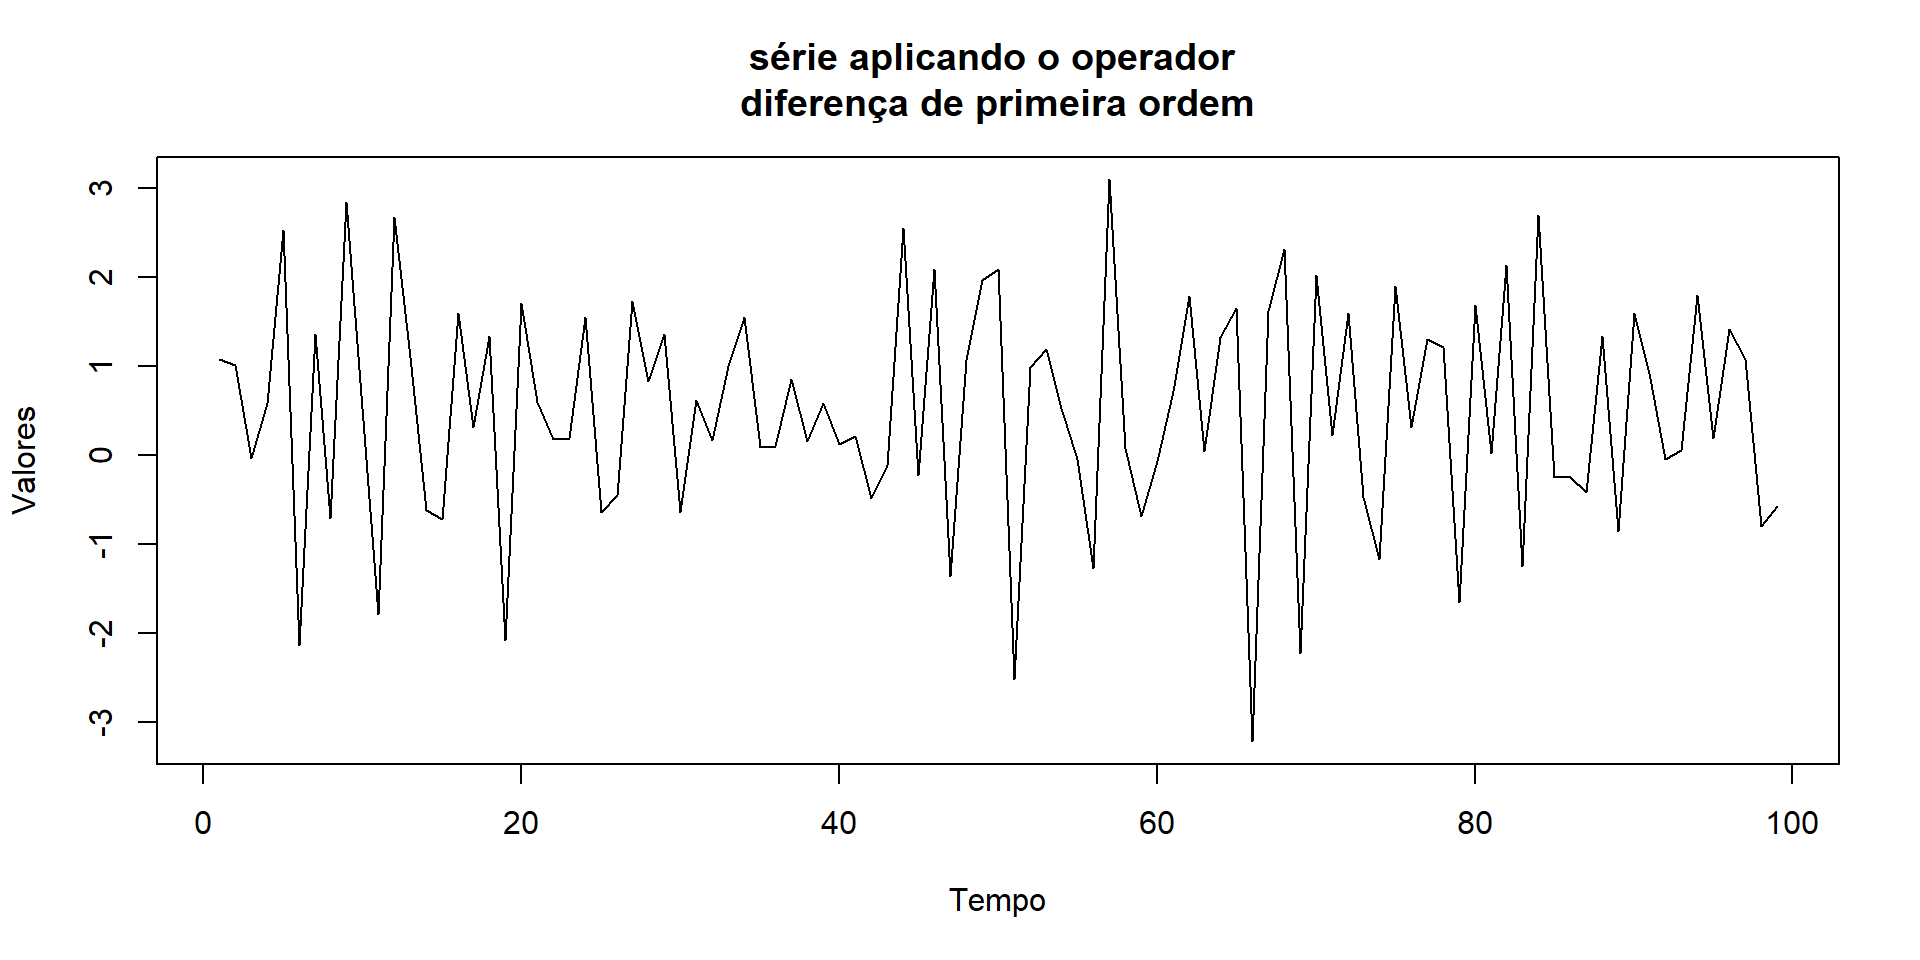 série aplicando o operador
diferença de primeira ordem
Valores
3
2
1
0
-1
-2
-3
0 20 40 60 80 100
Tempo